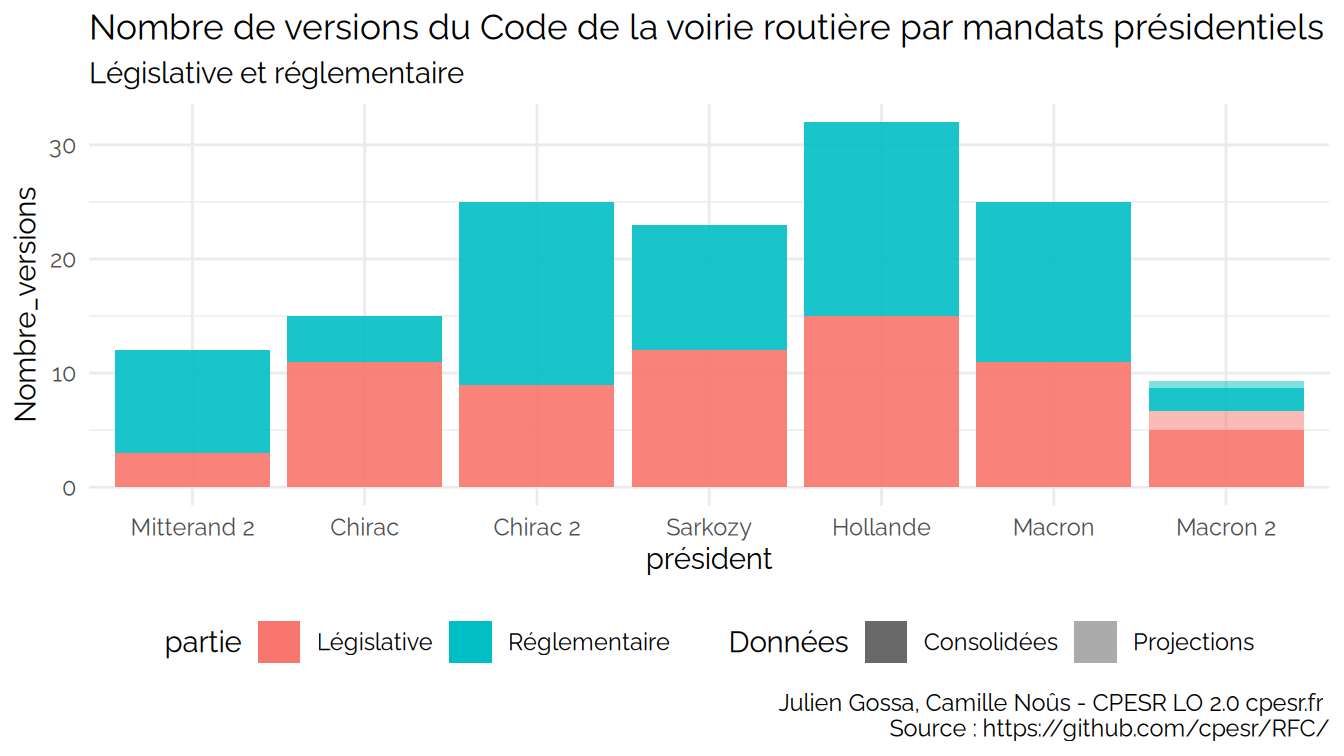 Nombre de versions du Code de la voirie routière par mandats présidentiels
Législative et réglementaire
Nombre_versions
30
20
10
0
Mitterand 2 Chirac Chirac 2 Sarkozy Hollande Macron Macron 2
président
partie Législative Réglementaire Données Consolidées Projections
Julien Gossa, Camille Noûs - CPESR LO 2.0 cpesr.fr
Source : https://github.com/cpesr/RFC/